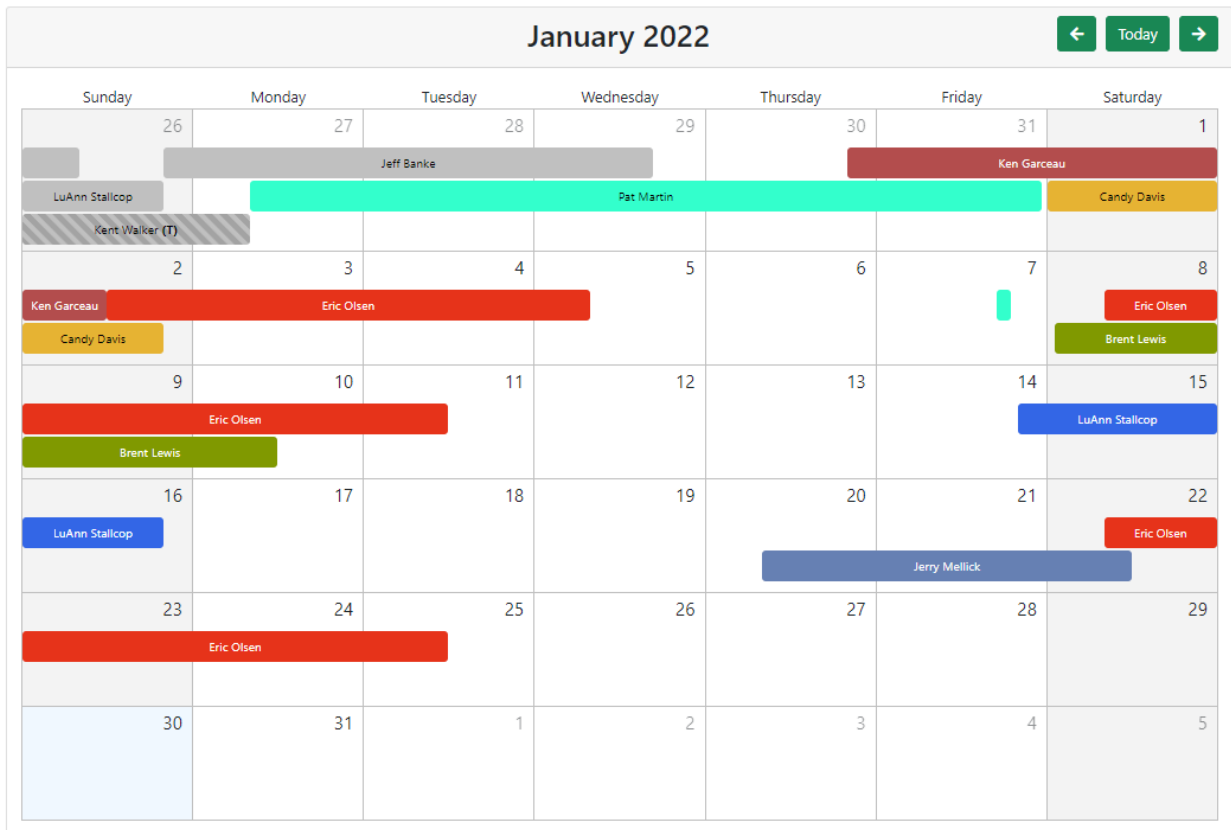 January 2022
Today
Sunday Monday Tuesday Wednesday Thursday Friday Saturday
26 27 28 29 30 31 1
Jeff Banke Ken Garceau
LuAnn Stallcop Pat Martin Candy Davis
Kent Walker (T)
2 3 4 5 6 7 8
Ken Garceau Eric Olsen Eric Olsen
Candy Davis Brent Lewis
9 10 11 12 13 14 15
Eric Olsen LuAnn Stallcop
Brent Lewis
16 17 18 19 20 21 22
LuAnn Stallcop Eric Olsen
Jerry Mellick
23 24 25 26 27 28 29
Eric Olsen
30 31 1 2 3 4 5